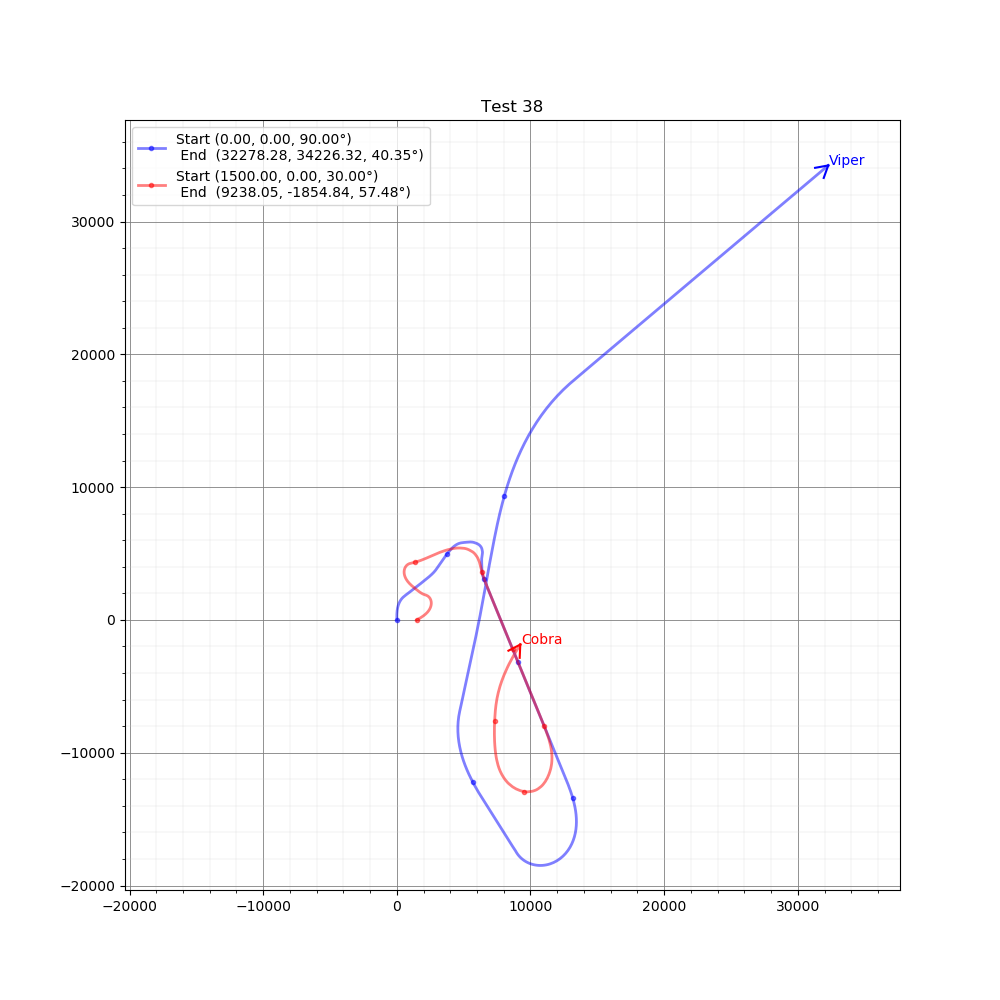 Test 38
Start (0.00, 0.00, 90.00°)
End (32278.28, 34226.32, 40.35°)
Start (1500.00, 0.00, 30.00°)
End (9238.05, -1854.84, 57.48°)
Viper
30000
20000
10000
0
Cobra
−10000
−20000
−20000 −10000 0 10000 20000 30000